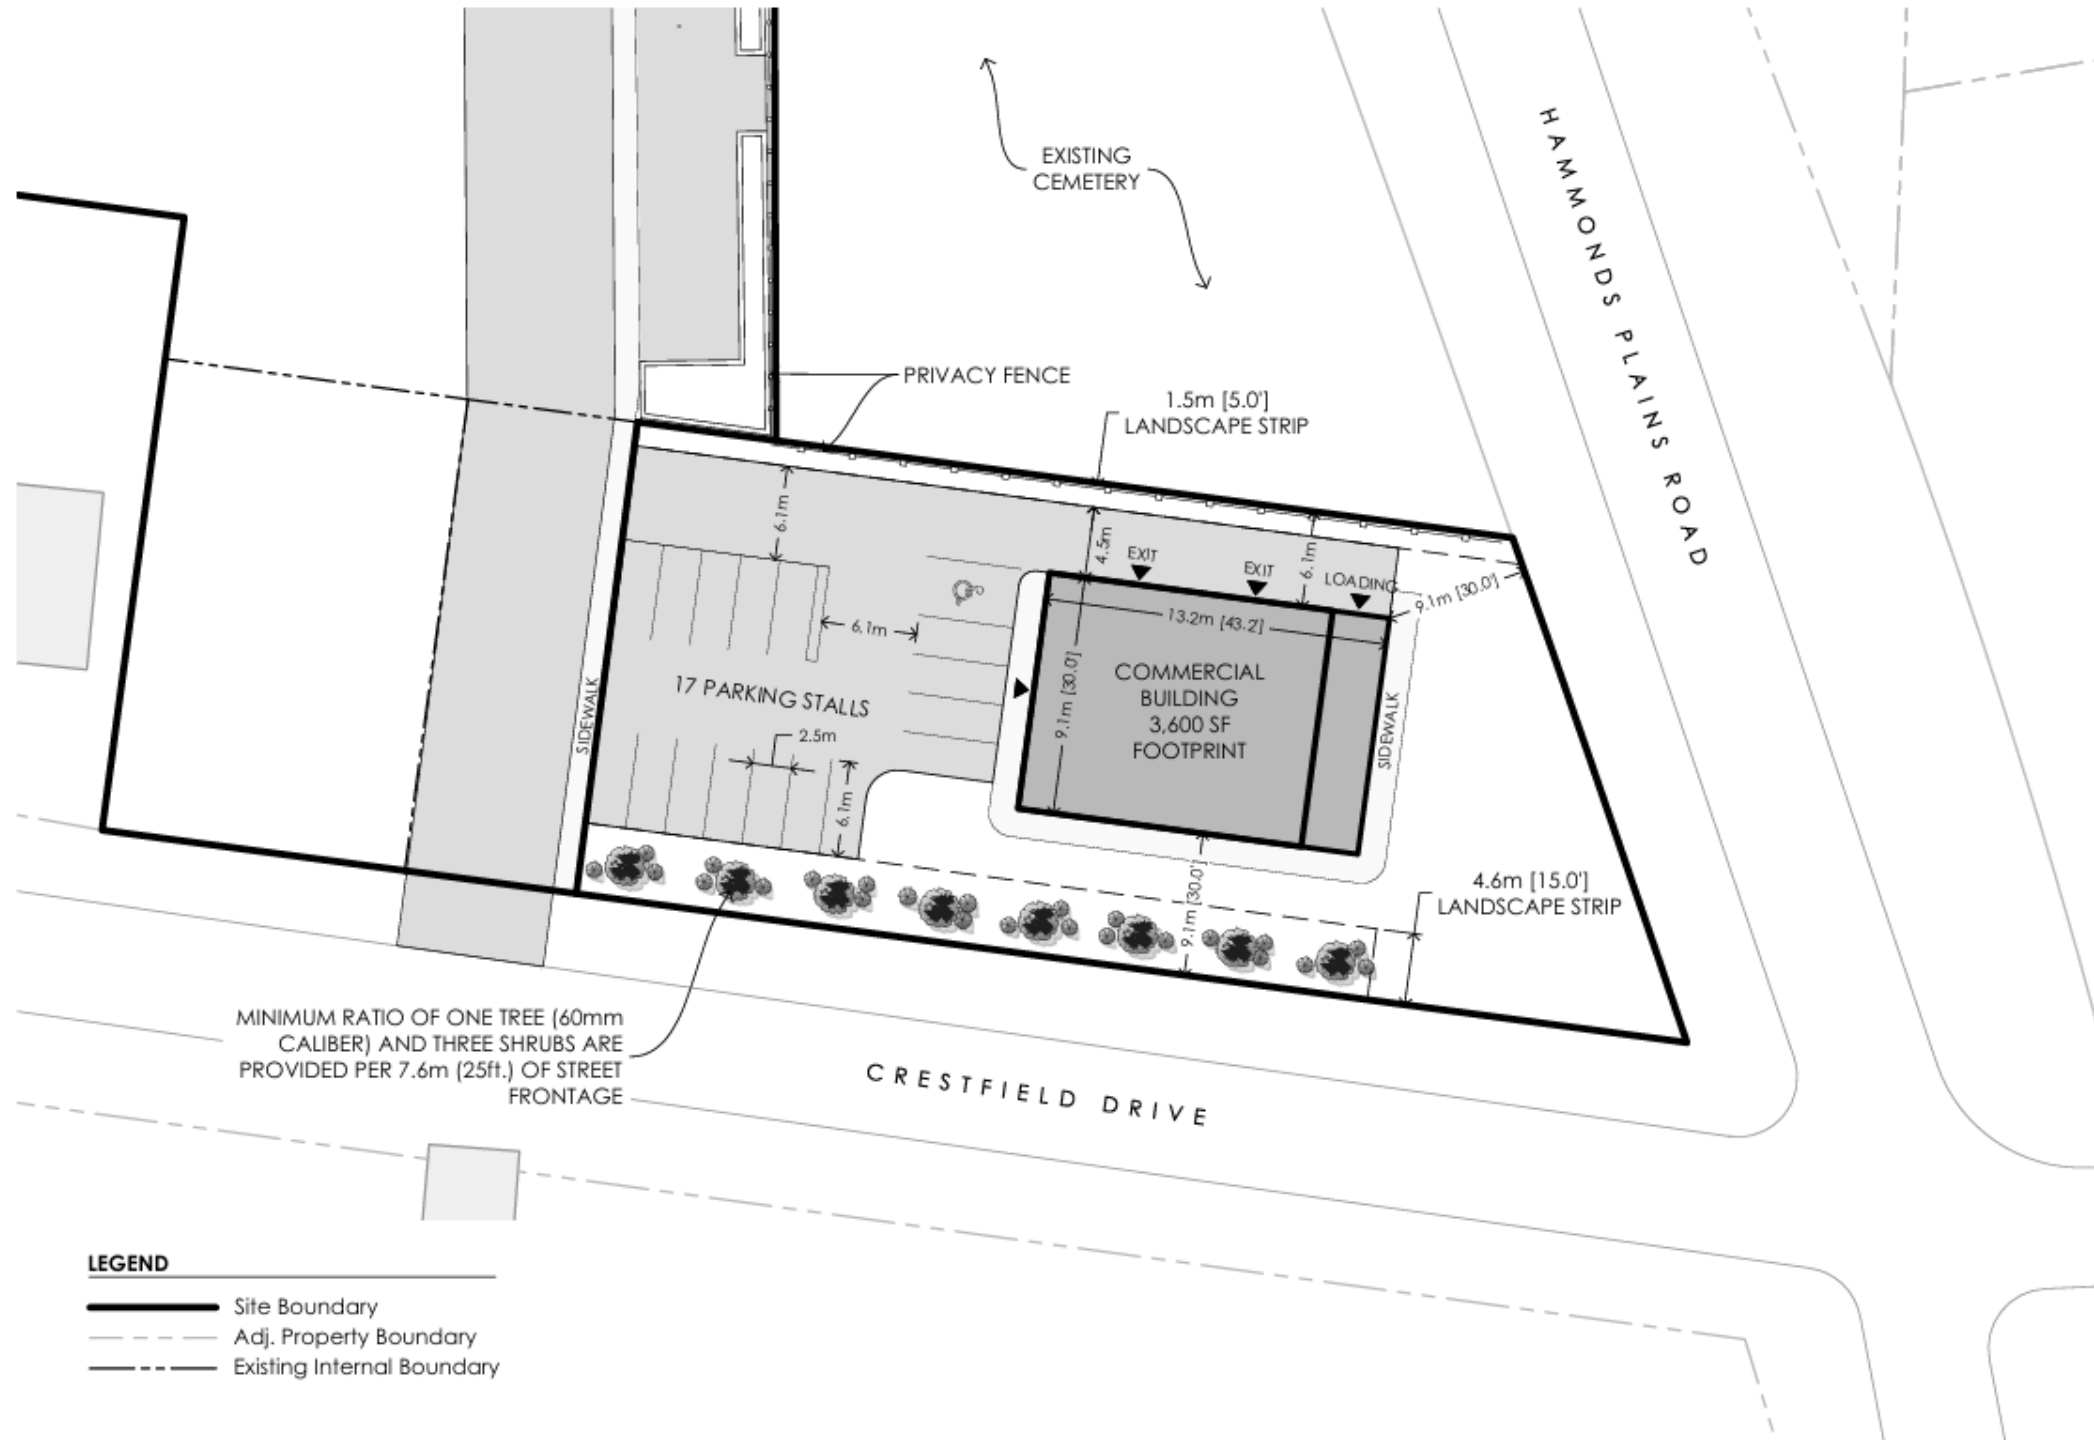 HAMMONDS PLAINS ROAD
EXISTING
CEMETERY
PRIVACY FENCE
1.5m [5.0']
LANDSCAPE STRIP
6.1m
4.5m
EXIT
EXIT
6.1m
LOADING
9.1m [30.0']
13.2m [43.2']
6.1m
COMMERCIAL
BUILDING
3,600 SF
FOOTPRINT
9.1m [30.0']
17 PARKING STALLS
SIDEWALK
SIDEWALK
2.5m
6.1m
9.1m [30.0']
4.6m [15.0']
LANDSCAPE STRIP
MINIMUM RATIO OF ONE TREE (60mm
CALIBER) AND THREE SHRUBS ARE
PROVIDED PER 7.6m (25ft.) OF STREET
FRONTAGE
CRESTFIELD DRIVE
LEGEND
Site Boundary
Adj. Property Boundary
Existing Internal Boundary